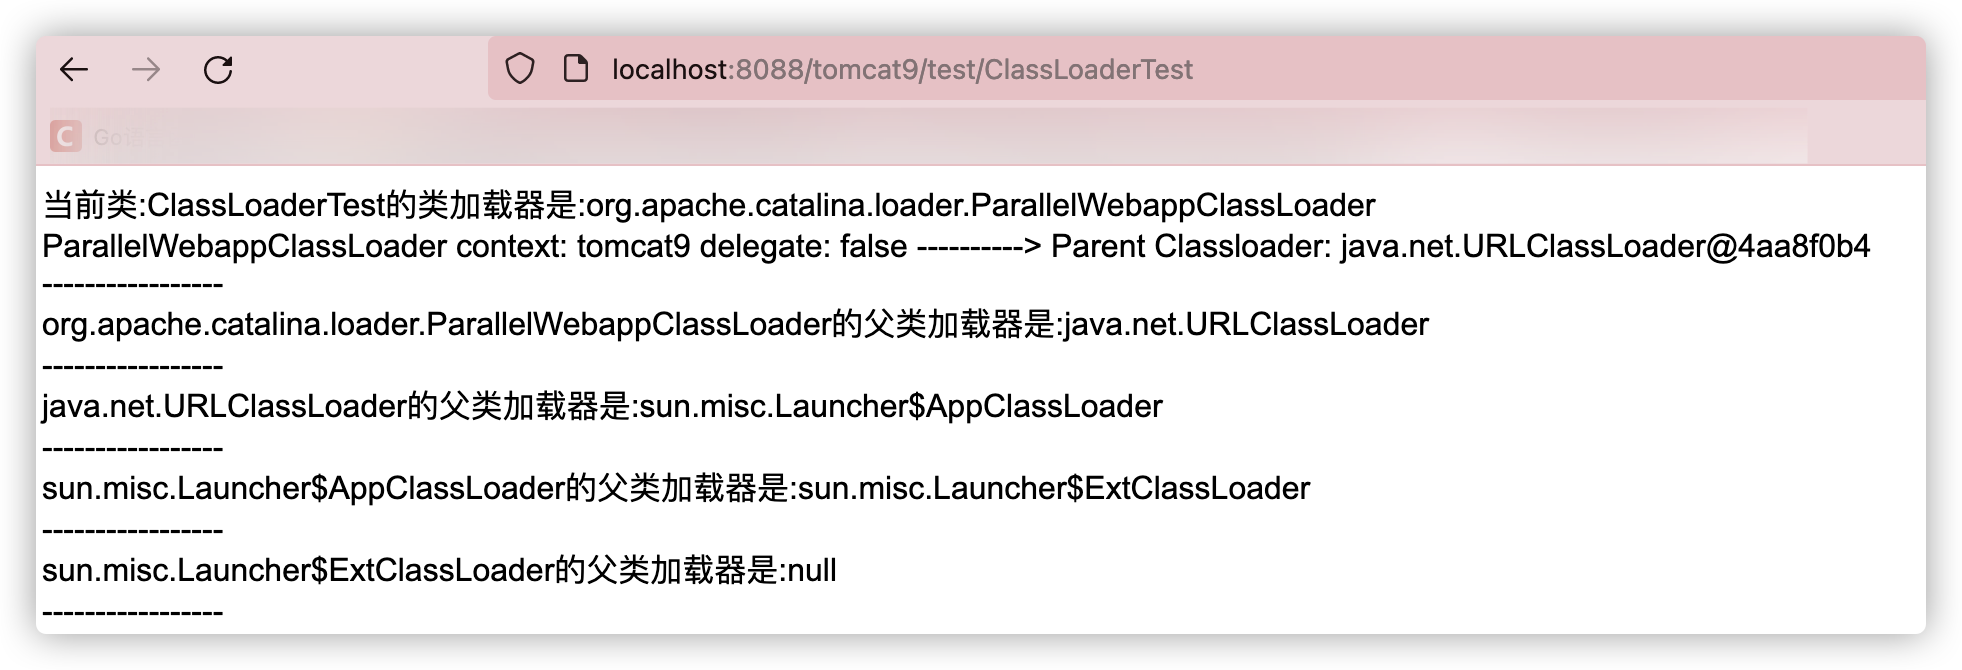 localhost:8088/tomcat9/test/ClassLoaderTest
C Go语言
当前类:ClassLoaderTest的类加载器是:org.apache.catalina.loader.ParallelWebappClassLoader
ParallelWebappClassLoader context: tomcat9 delegate: false ----------> Parent Classloader: java.net.URLClassLoader@4aa8f0b4
-----------------
org.apache.catalina.loader.ParallelWebappClassLoader的父类加载器是:java.net.URLClassLoader
-----------------
java.net.URLClassLoader的父类加载器是:sun.misc.Launcher$AppClassLoader
-----------------
sun.misc.Launcher$AppClassLoader的父类加载器是:sun.misc.Launcher$ExtClassLoader
-----------------
sun.misc.Launcher$ExtClassLoader的父类加载器是:null
-----------------